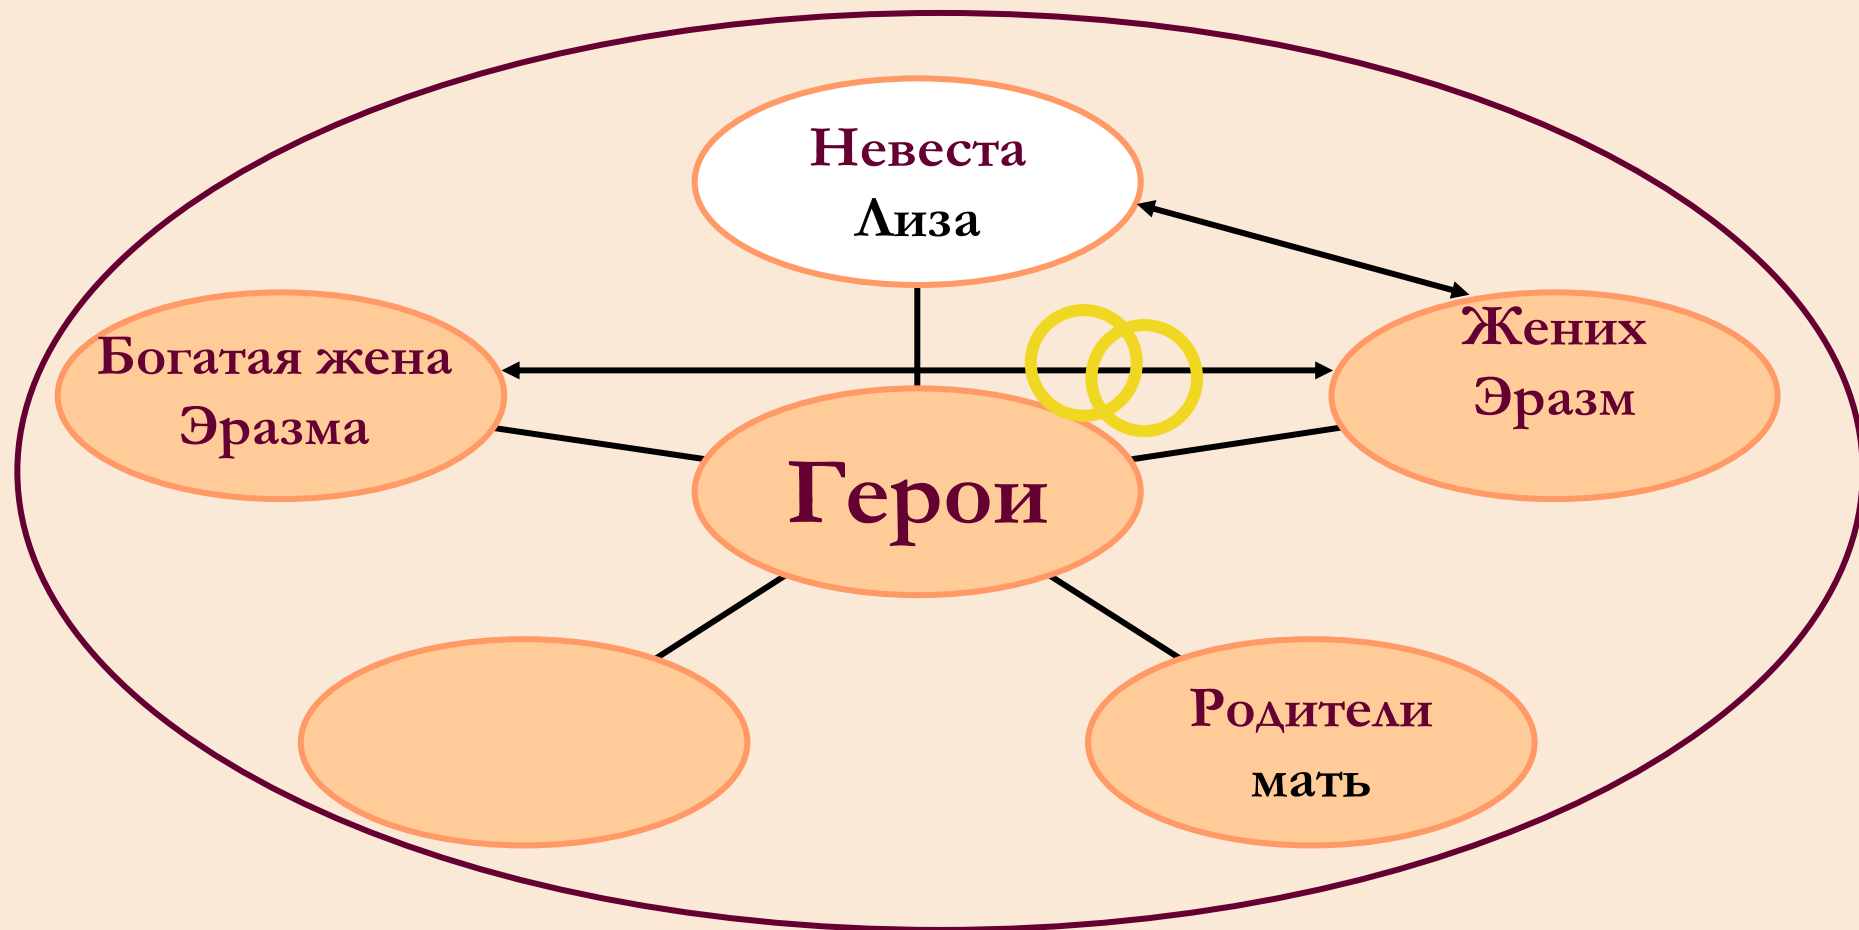 Невеста
Лиза
Богатая жена
Эразма
Жених
Эразм
Герои
Родители
мать